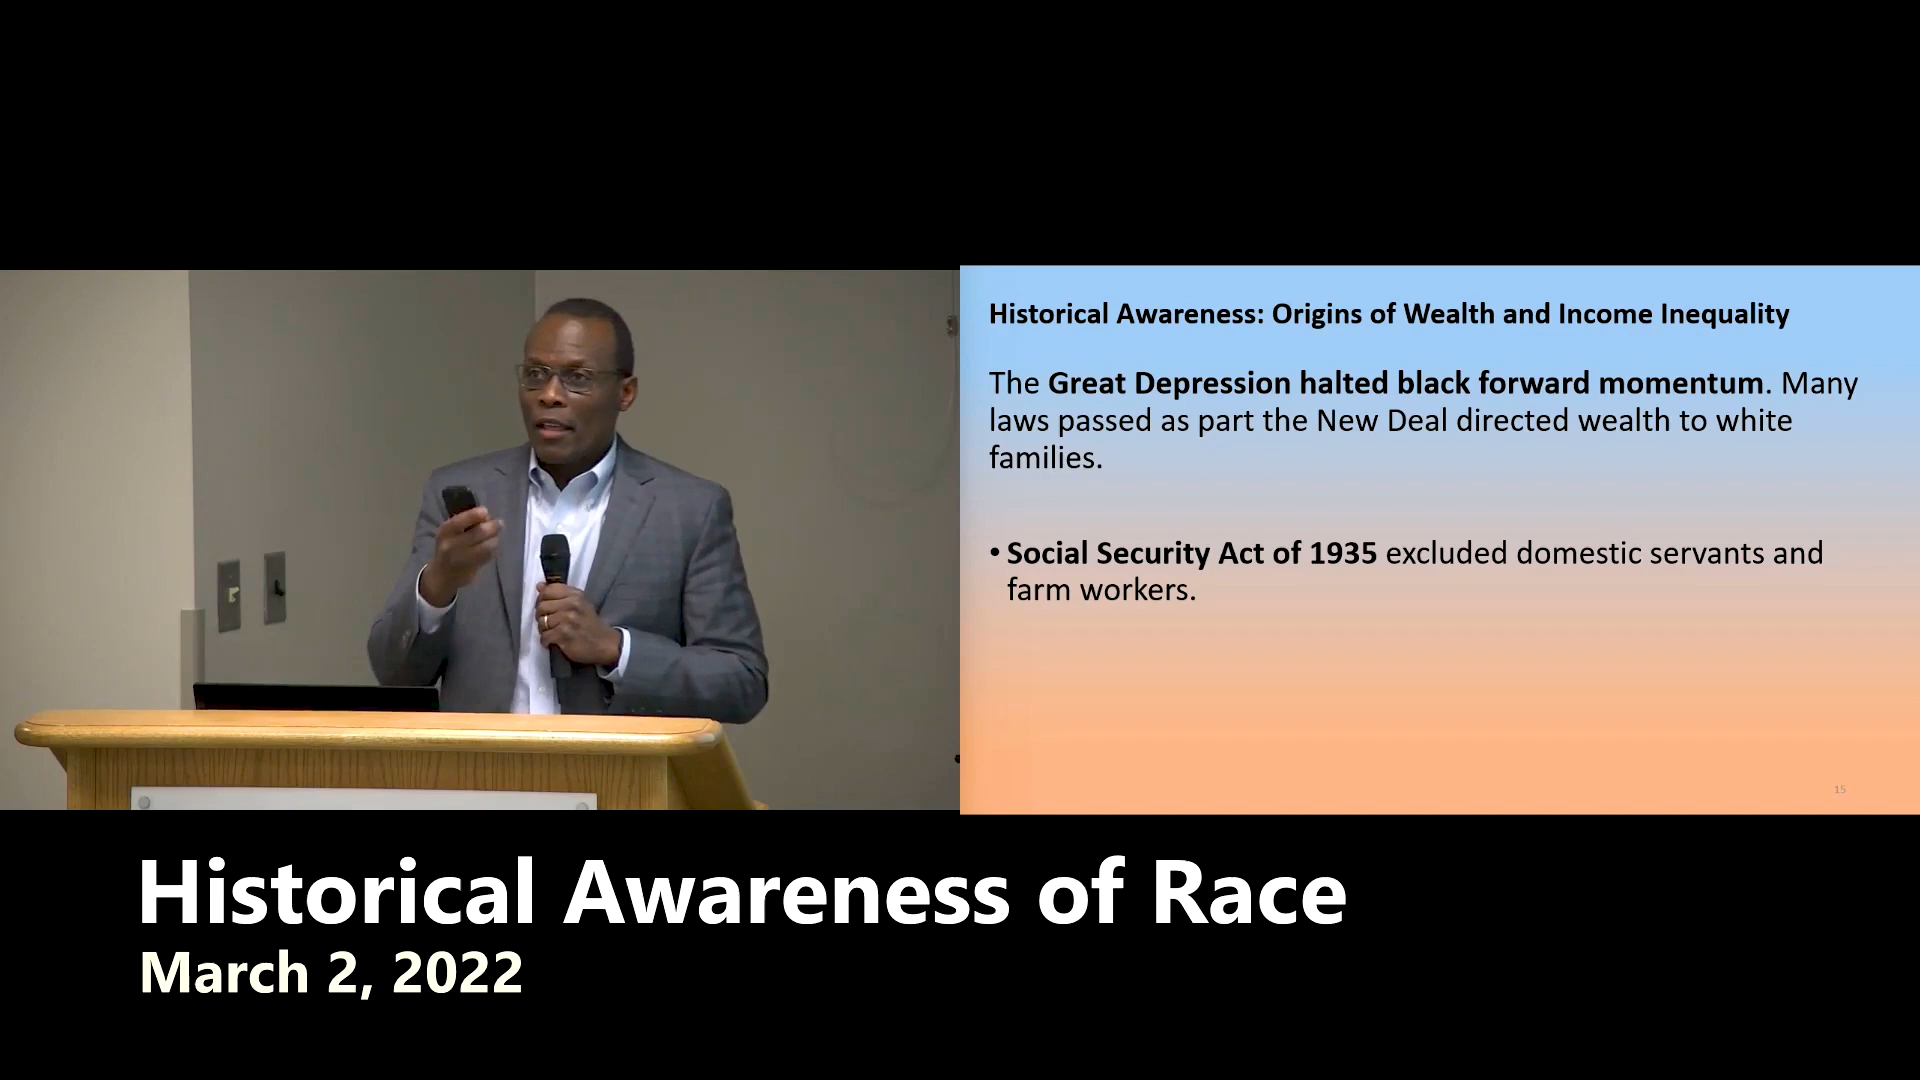 Historical Awareness: Origins of Wealth and Income Inequality
The Great Depression halted black forward momentum. Many
laws passed as part the New Deal directed wealth to white
families.
• Social Security Act of 1935 excluded domestic servants and
farm workers.
15
Historical Awareness of Race
March 2, 2022